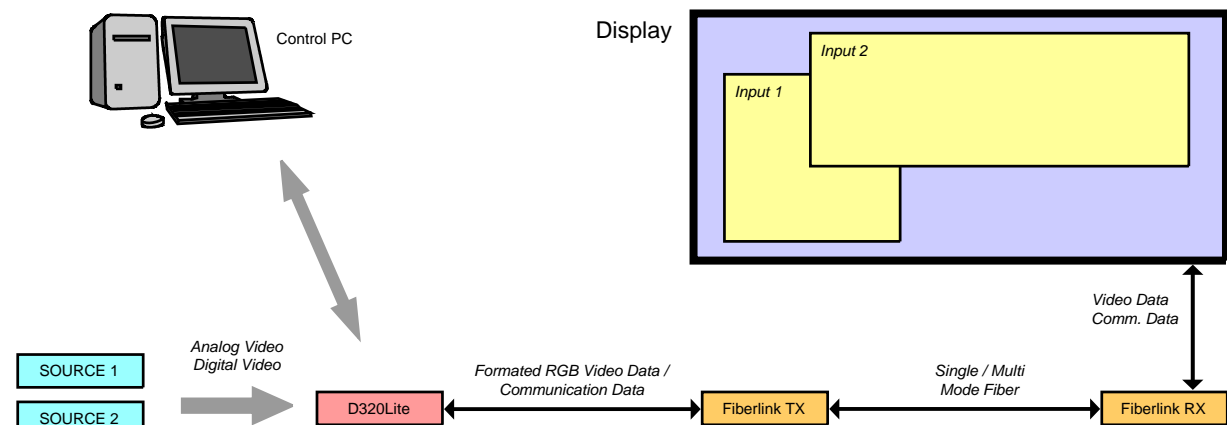 Control PC
Display
Input 2
Input 1
Video Data
Comm. Data
Analog Video
Digital Video
SOURCE 1
SOURCE 2
D320Lite
Formated RGB Video Data /
Communication Data
Fiberlink TX
Single / Multi
Mode Fiber
Fiberlink RX